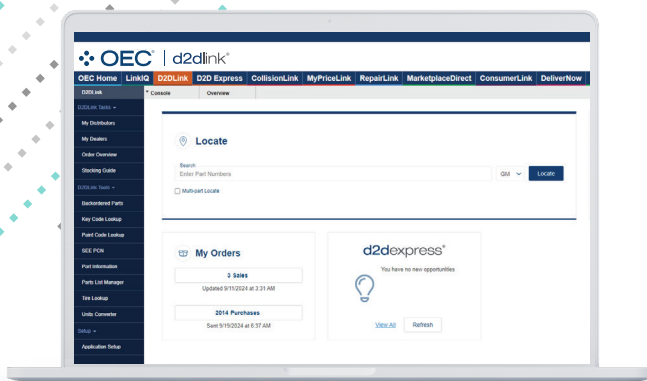 OEC | d2dlink
OEC Home LinkIQ D2DLink D2D Express CollisionLink MyPriceLink RepairLink MarketplaceDirect ConsumerLink DeliverNow
D2DLink
* Console Overview
D2DLink Tasks
My Distributors
My Dealers
Order Overview
Stocking Guide
D2DLink Tools
Backordered Parts
Key Code Lookup
Paint Code Lookup
SEE PCN
Part Information
Parts List Manager
Tire Lookup
Units Converter
Setup
Application Setup
Locate
Search
Enter Part Numbers
GM
Locate
Multi-part Locate
My Orders
0 Sales
Updated 9/11/2024 at 3:31 AM
2014 Purchases
Sent 9/19/2024 at 6:37 AM
d2dexpress
You have no new opportunities
View All Refresh